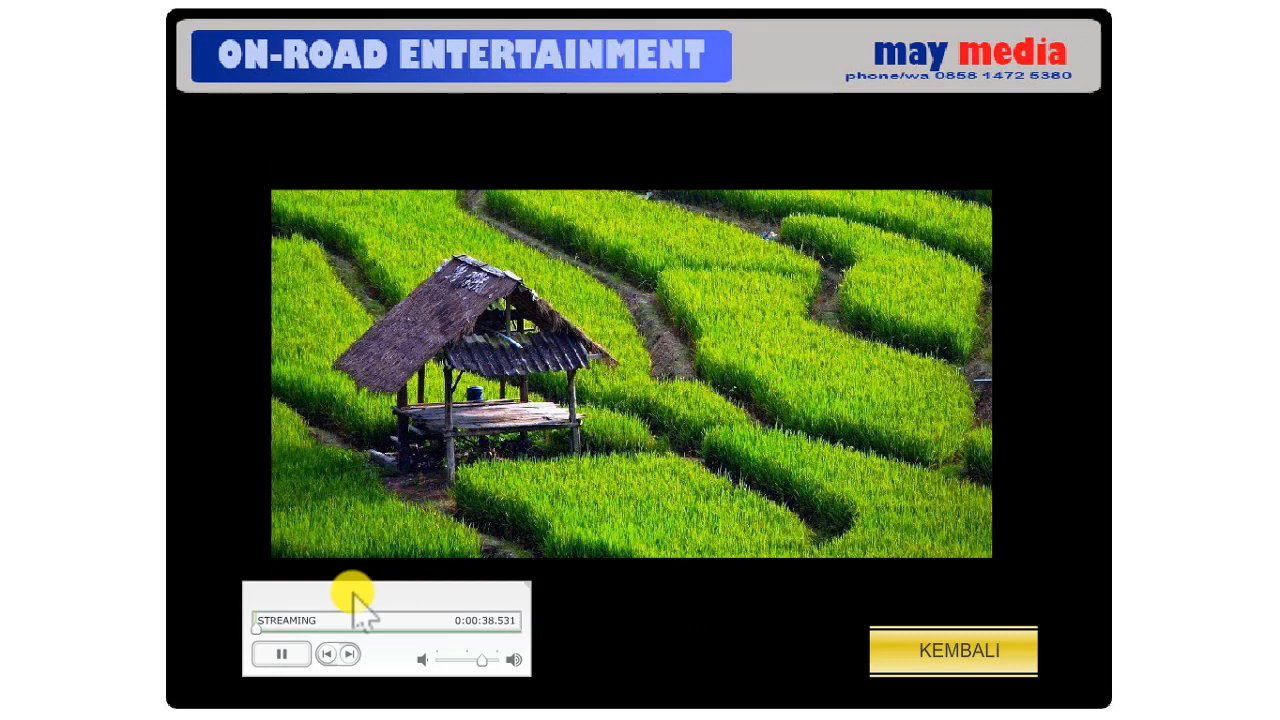 ON-ROAD ENTERTAINMENT
may media
phone/wa 0858 1472 5380
STREAMING 0:00:38.531
KEMBALI